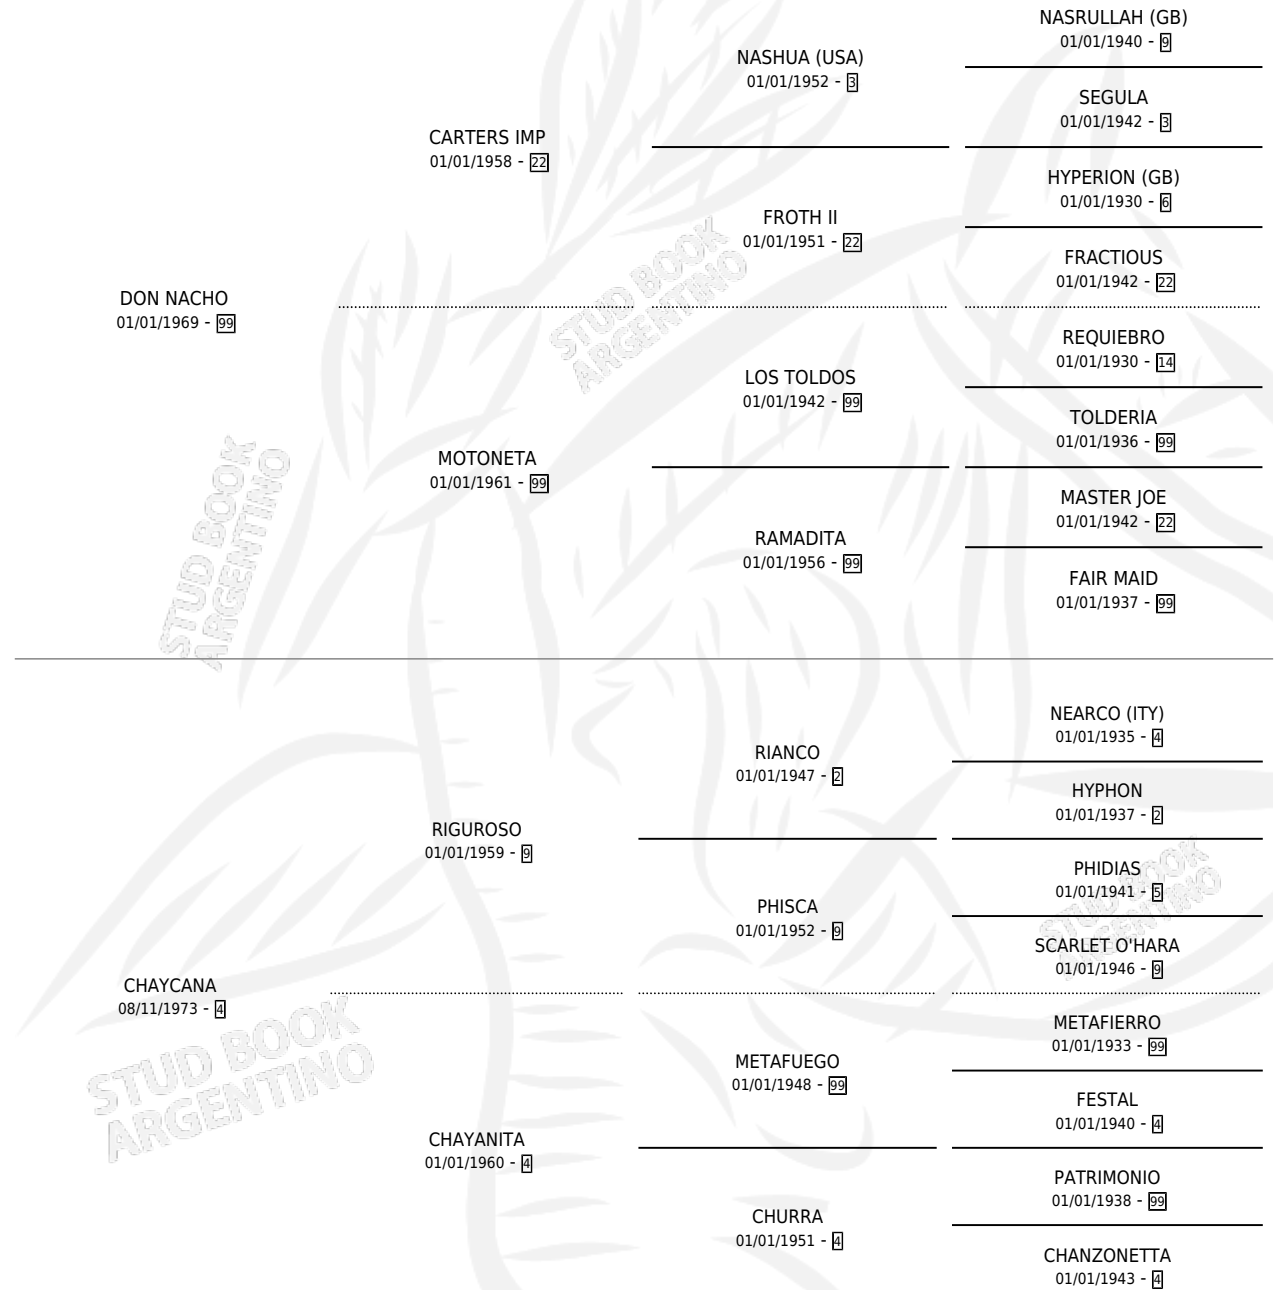 NASRULLAH (GB)
01/01/1940 - 9
NASHUA (USA)
01/01/1952 - 3
SEGULA
01/01/1942 - 3
CARTERS IMP
01/01/1958 - 22
HYPERION (GB)
01/01/1930 - 6
FROTH II
01/01/1951 - 22
FRACTIOUS
01/01/1942 - 22
DON NACHO
01/01/1969 - 99
REQUIEBRO
01/01/1930 - 14
LOS TOLDOS
01/01/1942 - 99
TOLDERIA
01/01/1936 - 99
MOTONETA
01/01/1961 - 99
MASTER JOE
01/01/1942 - 22
RAMADITA
01/01/1956 - 99
FAIR MAID
01/01/1937 - 99
STUD BOOK
ARGENTINO
STUD BOOK
ARGENTINO
NEARCO (ITY)
01/01/1935 - 4
RIANCO
01/01/1947 - 2
HYPHON
01/01/1937 - 2
RIGUROSO
01/01/1959 - 9
PHIDIAS
01/01/1941 - 5
PHISCA
01/01/1952 - 9
SCARLET O'HARA
01/01/1946 - 9
STUD BOOK
ARGENTINO
CHAYCANA
08/11/1973 - 4
METAFIERRO
01/01/1933 - 99
METAFUEGO
01/01/1948 - 99
FESTAL
01/01/1940 - 4
CHAYANITA
01/01/1960 - 4
PATRIMONIO
01/01/1938 - 99
CHURRA
01/01/1951 - 4
CHANZONETTA
01/01/1943 - 4
STUD BOOK
ARGENTINO